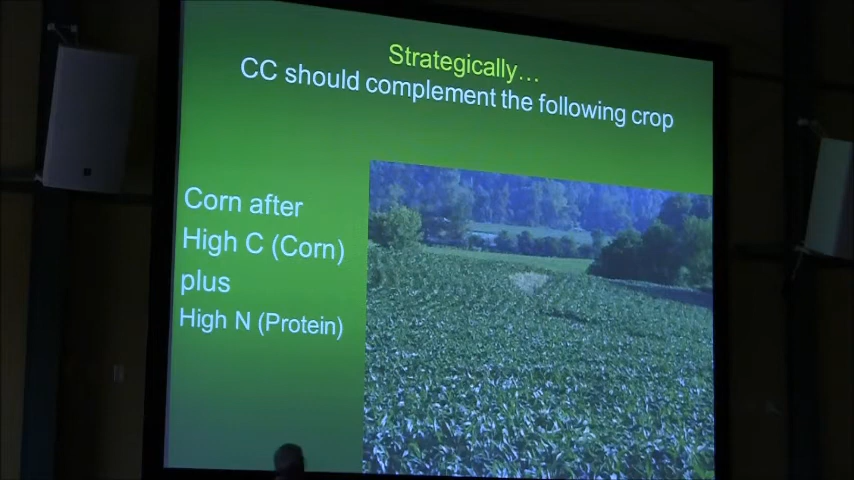 Strategically...
CC should complement the following crop
Corn after
High C (Corn)
plus
High N (Protein)